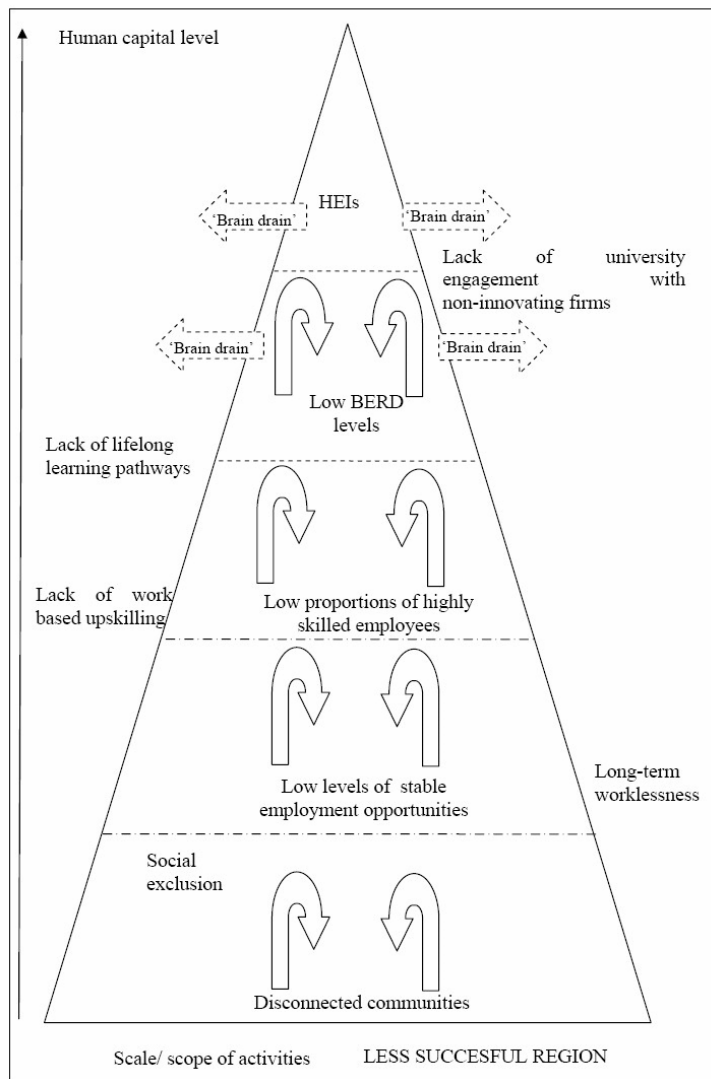 Human capital level
HEIs
'Brain drain'
'Brain drain'
Lack of university
engagement with
non-innovating firms
'Brain drain'
'Brain drain'
Low BERD
levels
Lack of lifelong
learning pathways
Lack of work
based upskilling
Low proportions of highly
skilled employees
Low levels of stable
employment opportunities
Long-term
worklessness
Social
exclusion
Disconnected communities
Scale/ scope of activities
LESS SUCCESFUL REGION